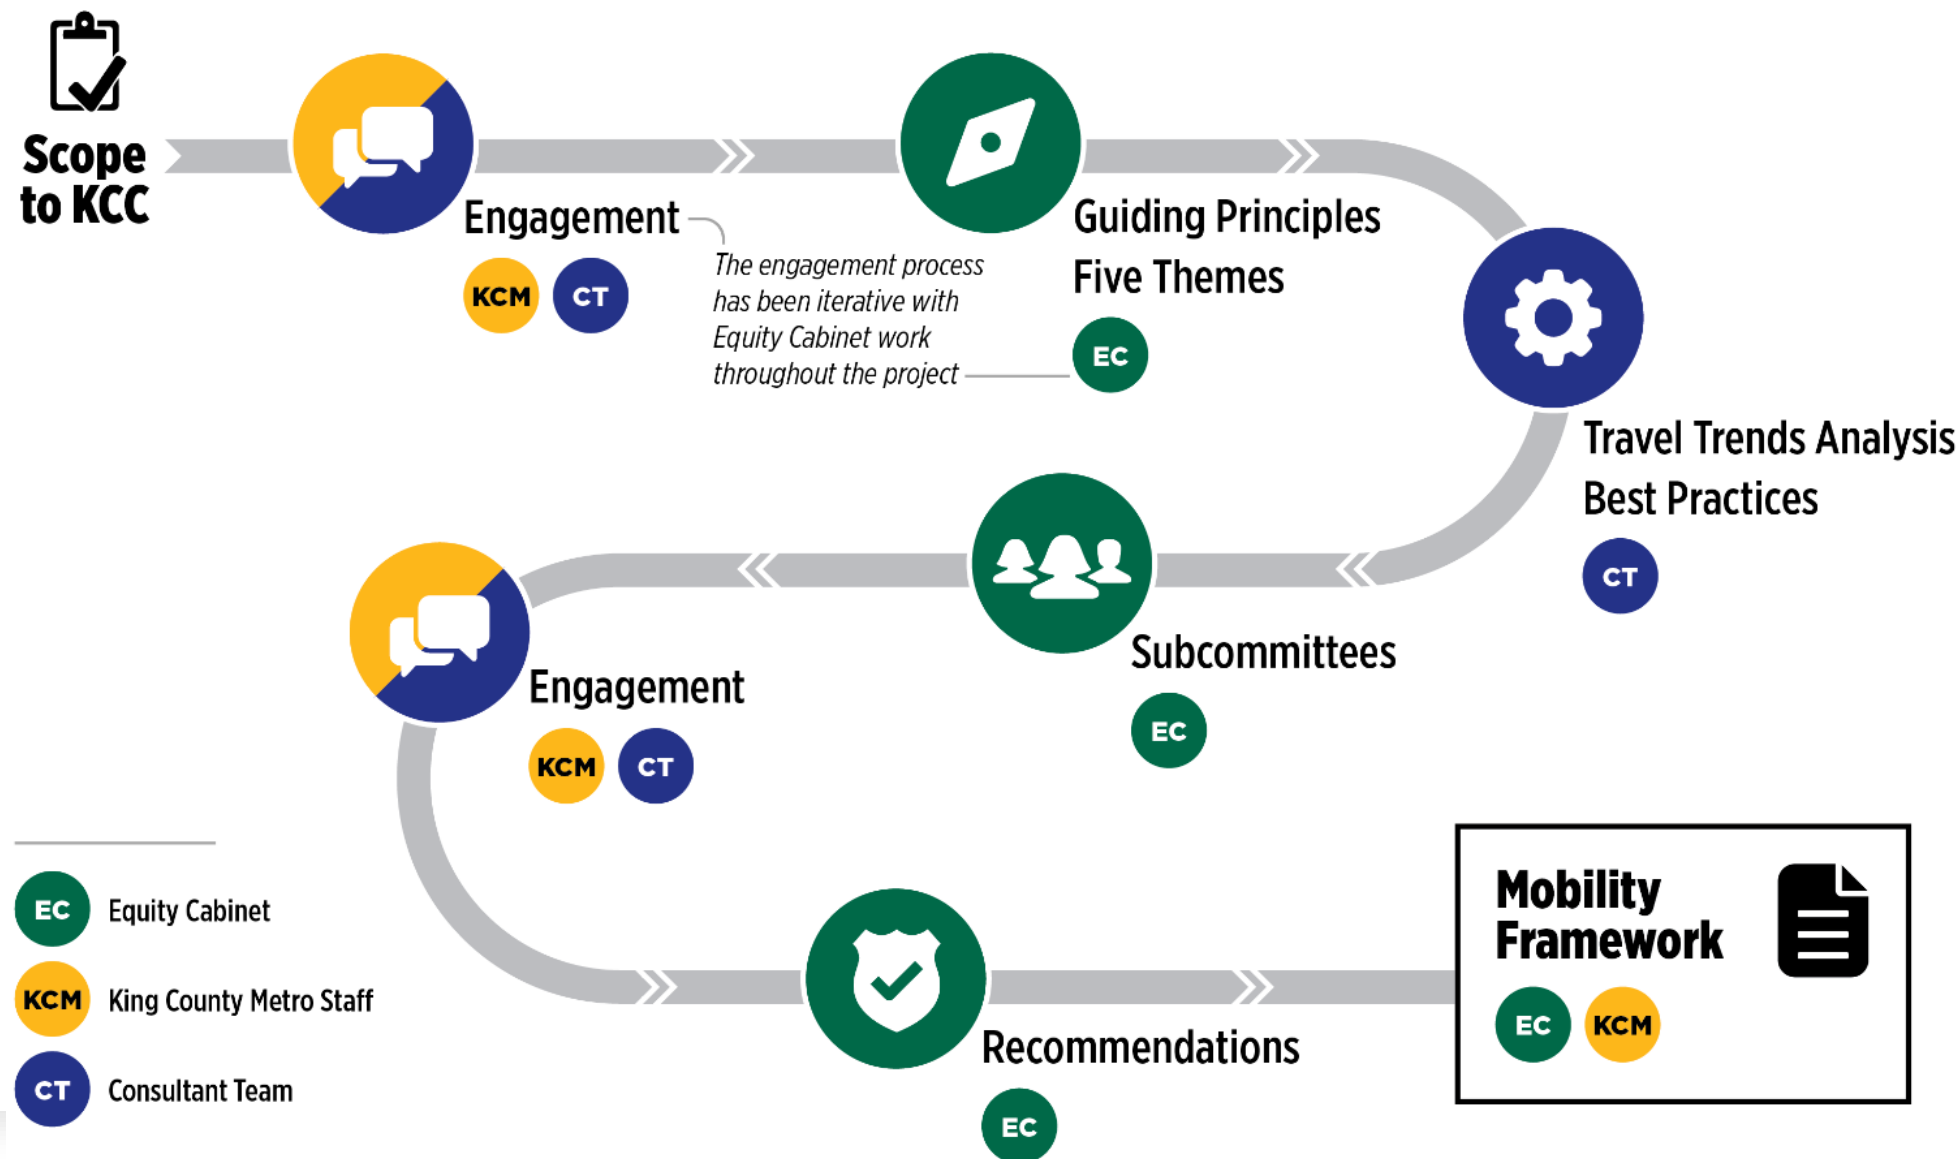 Scope
to KCC
Engagement
KCM
CT
The engagement process
has been iterative with
Equity Cabinet work
throughout the project
Guiding Principles
Five Themes
EC
Travel Trends Analysis
Best Practices
CT
Subcommittees
EC
Engagement
KCM
CT
Recommendations
EC
Mobility
Framework
EC
KCM
EC
Equity Cabinet
KCM
King County Metro Staff
CT
Consultant Team